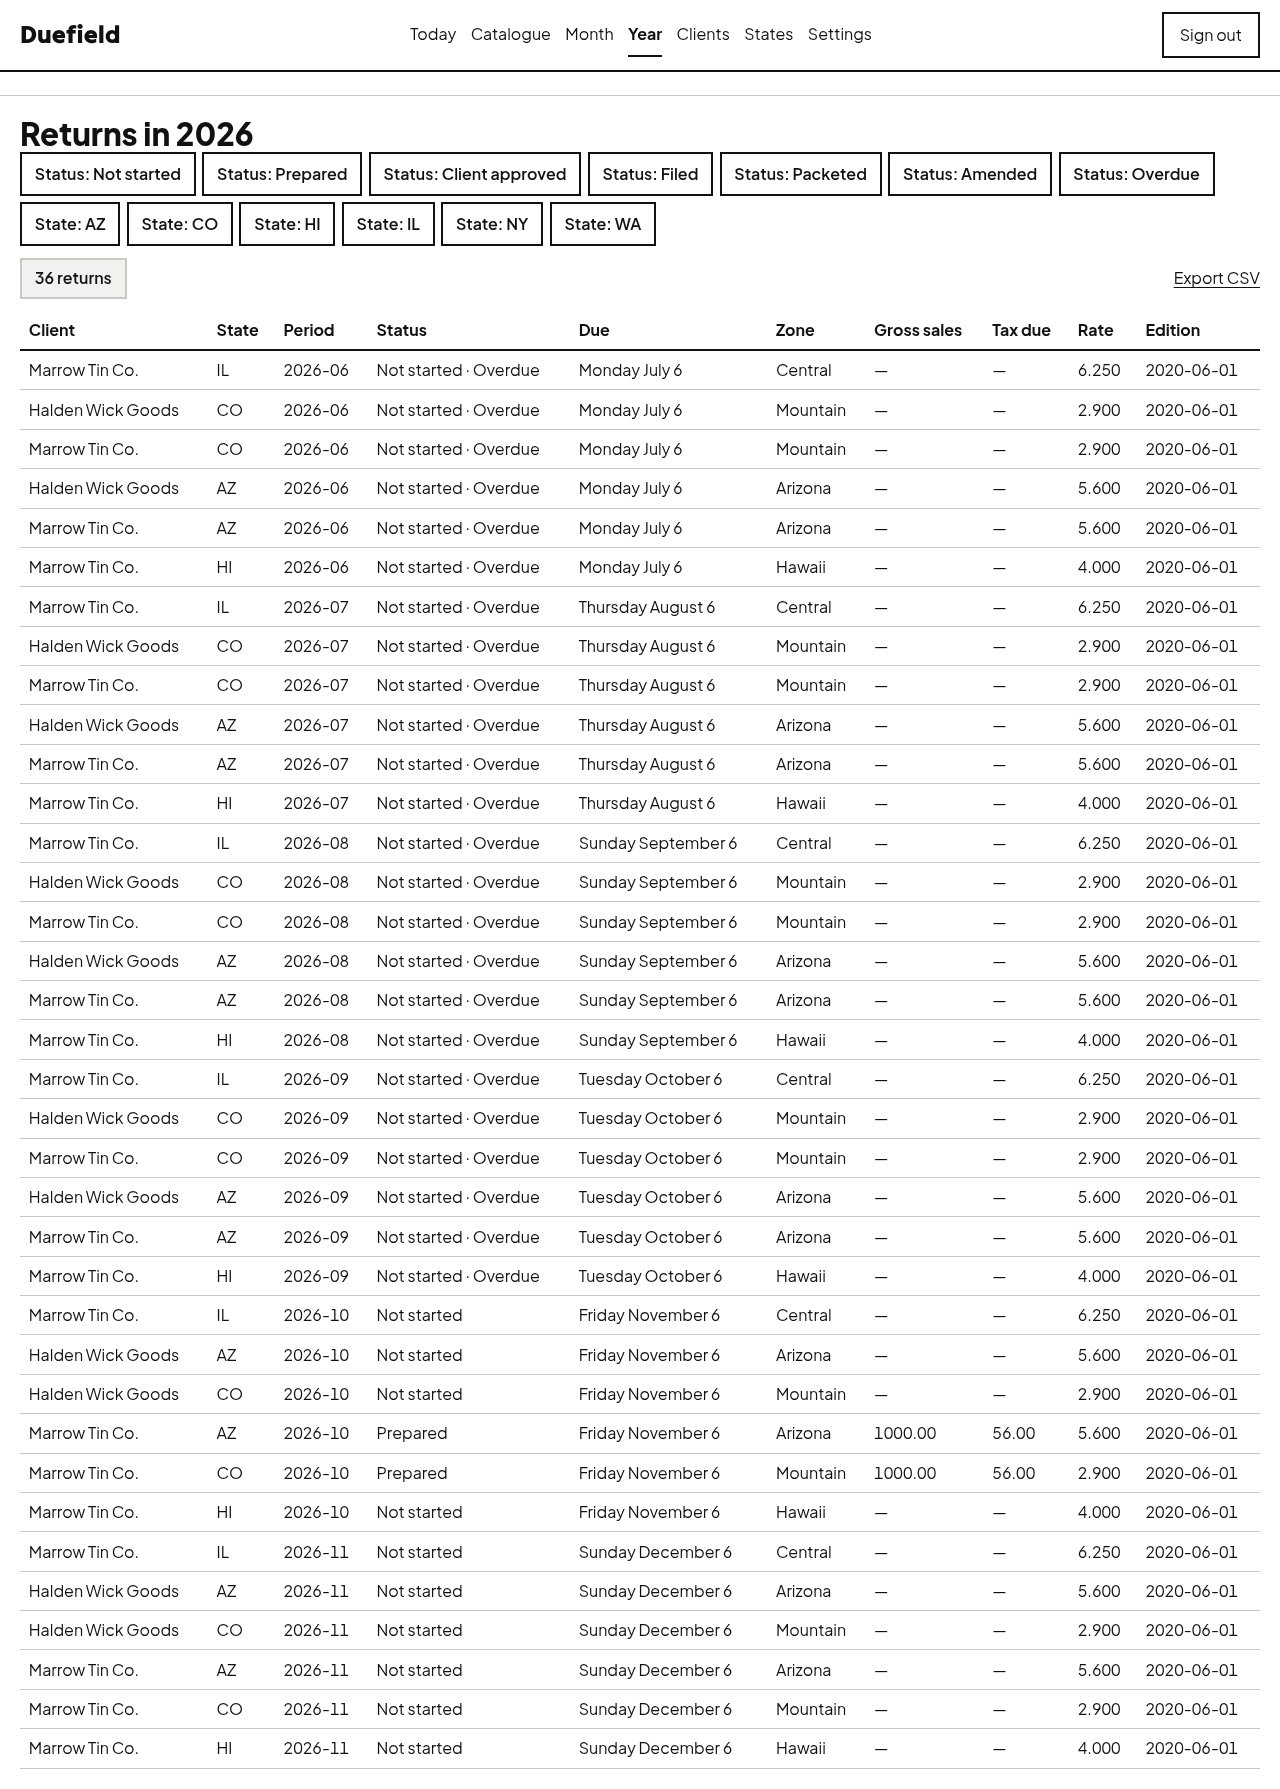 Duefield
Today Catalogue Month Year Clients States Settings
Sign out
Returns in 2026
Status: Not started Status: Prepared Status: Client approved Status: Filed Status: Packeted Status: Amended Status: Overdue
State: AZ State: CO State: HI State: IL State: NY State: WA
36 returns Export CSV
Client State Period Status Due Zone Gross sales Tax due Rate Edition
Marrow Tin Co. IL 2026-06 Not started · Overdue Monday July 6 Central — — 6.250 2020-06-01
Halden Wick Goods CO 2026-06 Not started · Overdue Monday July 6 Mountain — — 2.900 2020-06-01
Marrow Tin Co. CO 2026-06 Not started · Overdue Monday July 6 Mountain — — 2.900 2020-06-01
Halden Wick Goods AZ 2026-06 Not started · Overdue Monday July 6 Arizona — — 5.600 2020-06-01
Marrow Tin Co. AZ 2026-06 Not started · Overdue Monday July 6 Arizona — — 5.600 2020-06-01
Marrow Tin Co. HI 2026-06 Not started · Overdue Monday July 6 Hawaii — — 4.000 2020-06-01
Marrow Tin Co. IL 2026-07 Not started · Overdue Thursday August 6 Central — — 6.250 2020-06-01
Halden Wick Goods CO 2026-07 Not started · Overdue Thursday August 6 Mountain — — 2.900 2020-06-01
Marrow Tin Co. CO 2026-07 Not started · Overdue Thursday August 6 Mountain — — 2.900 2020-06-01
Halden Wick Goods AZ 2026-07 Not started · Overdue Thursday August 6 Arizona — — 5.600 2020-06-01
Marrow Tin Co. AZ 2026-07 Not started · Overdue Thursday August 6 Arizona — — 5.600 2020-06-01
Marrow Tin Co. HI 2026-07 Not started · Overdue Thursday August 6 Hawaii — — 4.000 2020-06-01
Marrow Tin Co. IL 2026-08 Not started · Overdue Sunday September 6 Central — — 6.250 2020-06-01
Halden Wick Goods CO 2026-08 Not started · Overdue Sunday September 6 Mountain — — 2.900 2020-06-01
Marrow Tin Co. CO 2026-08 Not started · Overdue Sunday September 6 Mountain — — 2.900 2020-06-01
Halden Wick Goods AZ 2026-08 Not started · Overdue Sunday September 6 Arizona — — 5.600 2020-06-01
Marrow Tin Co. AZ 2026-08 Not started · Overdue Sunday September 6 Arizona — — 5.600 2020-06-01
Marrow Tin Co. HI 2026-08 Not started · Overdue Sunday September 6 Hawaii — — 4.000 2020-06-01
Marrow Tin Co. IL 2026-09 Not started · Overdue Tuesday October 6 Central — — 6.250 2020-06-01
Halden Wick Goods CO 2026-09 Not started · Overdue Tuesday October 6 Mountain — — 2.900 2020-06-01
Marrow Tin Co. CO 2026-09 Not started · Overdue Tuesday October 6 Mountain — — 2.900 2020-06-01
Halden Wick Goods AZ 2026-09 Not started · Overdue Tuesday October 6 Arizona — — 5.600 2020-06-01
Marrow Tin Co. AZ 2026-09 Not started · Overdue Tuesday October 6 Arizona — — 5.600 2020-06-01
Marrow Tin Co. HI 2026-09 Not started · Overdue Tuesday October 6 Hawaii — — 4.000 2020-06-01
Marrow Tin Co. IL 2026-10 Not started Friday November 6 Central — — 6.250 2020-06-01
Halden Wick Goods AZ 2026-10 Not started Friday November 6 Arizona — — 5.600 2020-06-01
Halden Wick Goods CO 2026-10 Not started Friday November 6 Mountain — — 2.900 2020-06-01
Marrow Tin Co. AZ 2026-10 Prepared Friday November 6 Arizona 1000.00 56.00 5.600 2020-06-01
Marrow Tin Co. CO 2026-10 Prepared Friday November 6 Mountain 1000.00 56.00 2.900 2020-06-01
Marrow Tin Co. HI 2026-10 Not started Friday November 6 Hawaii — — 4.000 2020-06-01
Marrow Tin Co. IL 2026-11 Not started Sunday December 6 Central — — 6.250 2020-06-01
Halden Wick Goods AZ 2026-11 Not started Sunday December 6 Arizona — — 5.600 2020-06-01
Halden Wick Goods CO 2026-11 Not started Sunday December 6 Mountain — — 2.900 2020-06-01
Marrow Tin Co. AZ 2026-11 Not started Sunday December 6 Arizona — — 5.600 2020-06-01
Marrow Tin Co. CO 2026-11 Not started Sunday December 6 Mountain — — 2.900 2020-06-01
Marrow Tin Co. HI 2026-11 Not started Sunday December 6 Hawaii — — 4.000 2020-06-01